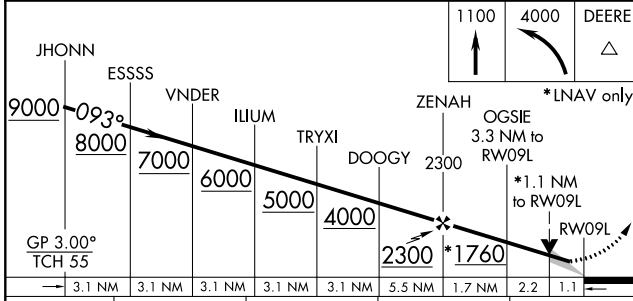 1100 4000 DEERE
JHONN
ESSSS
VNDER
ILIUM
TRYXI
DOOGY
ZENAH
2300
*LNAV only
OGSIE
3.3 NM to
RW09L
*1.1 NM
to RW09L
RW09L
9000 093°
8000
7000
6000
5000
4000
2300
*1760
GP 3.00°
TCH 55
3.1 NM 3.1 NM 3.1 NM 3.1 NM 3.1 NM 5.5 NM 1.7 NM 2.2 1.1